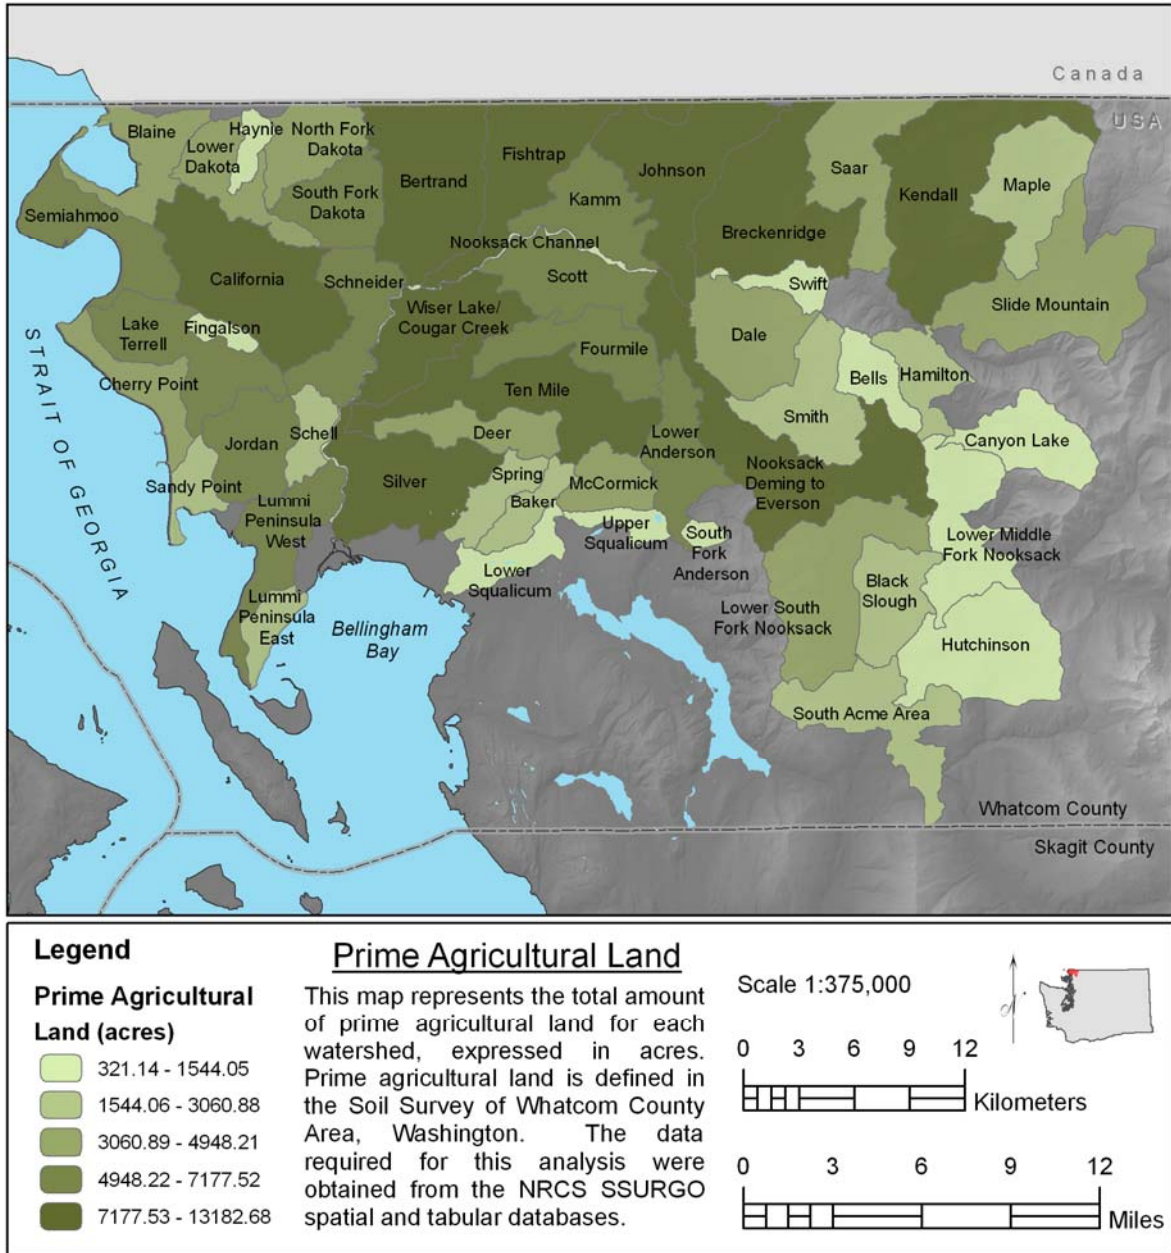 Canada
USA
Blaine
Haynie
Lower
Dakota
North Fork
Dakota
Fishtrap
Johnson
Bertrand
Saar
Kendall
Maple
Semiahmoo
South Fork
Dakota
Kamm
Breckenridge
Nooksack Channel
California
Schneider
Scott
Swift
Slide Mountain
Wiser Lake/
Cougar Creek
Lake
Terrell
Fingalson
Dale
Fourmile
Cherry Point
Bells
Hamilton
Ten Mile
Smith
STRAIT OF GEORGIA
Jordan
Schell
Deer
Lower
Anderson
Canyon Lake
Sandy Point
Silver
Spring
Baker
McCormick
Nooksack
Deming to
Everson
Lummi
Peninsula
West
Upper
Squalicum
South
Fork
Anderson
Lower Middle
Fork Nooksack
Lower
Squalicum
Black
Slough
Lummi
Peninsula
East
Lower South
Fork Nooksack
Bellingham
Bay
Hutchinson
South Acme Area
Whatcom County
Skagit County
Legend
Prime Agricultural
Land (acres)
321.14 - 1544.05
1544.06 - 3060.88
3060.89 - 4948.21
4948.22 - 7177.52
7177.53 - 13182.68
Prime Agricultural Land
This map represents the total amount
of prime agricultural land for each
watershed, expressed in acres.
Prime agricultural land is defined in
the Soil Survey of Whatcom County
Area, Washington. The data
required for this analysis were
obtained from the NRCS SSURGO
spatial and tabular databases.
Scale 1:375,000
0 3 6 9 12
Kilometers
0 3 6 9 12
Miles